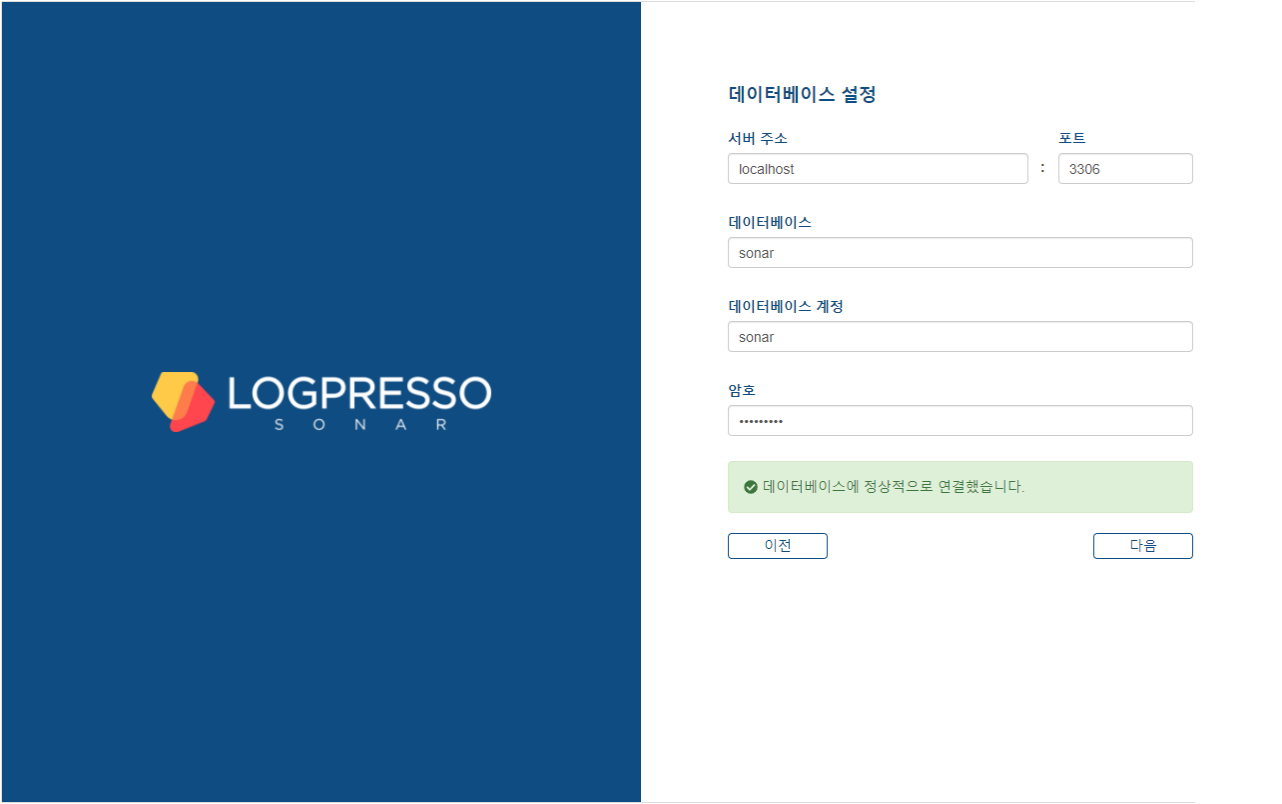 LOGPRESSO
SONAR
데이터베이스 설정
서버 주소 포트
localhost : 3306
데이터베이스
sonar
데이터베이스 계정
sonar
암호
•••••••••
데이터베이스에 정상적으로 연결했습니다.
이전 다음